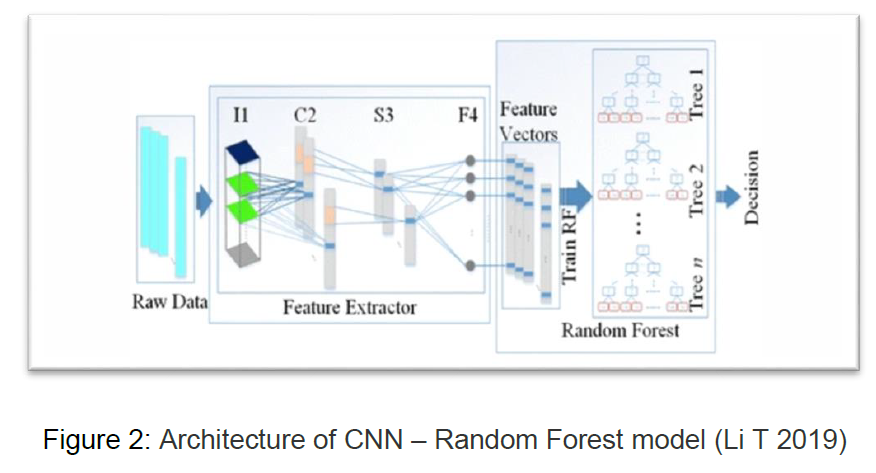 I1 C2 S3 F4
Feature
Vectors
Tree 1
Tree 2
...
Tree n
Train RF
Decision
Raw Data
Feature Extractor
Random Forest
Figure 2: Architecture of CNN – Random Forest model (Li T 2019)